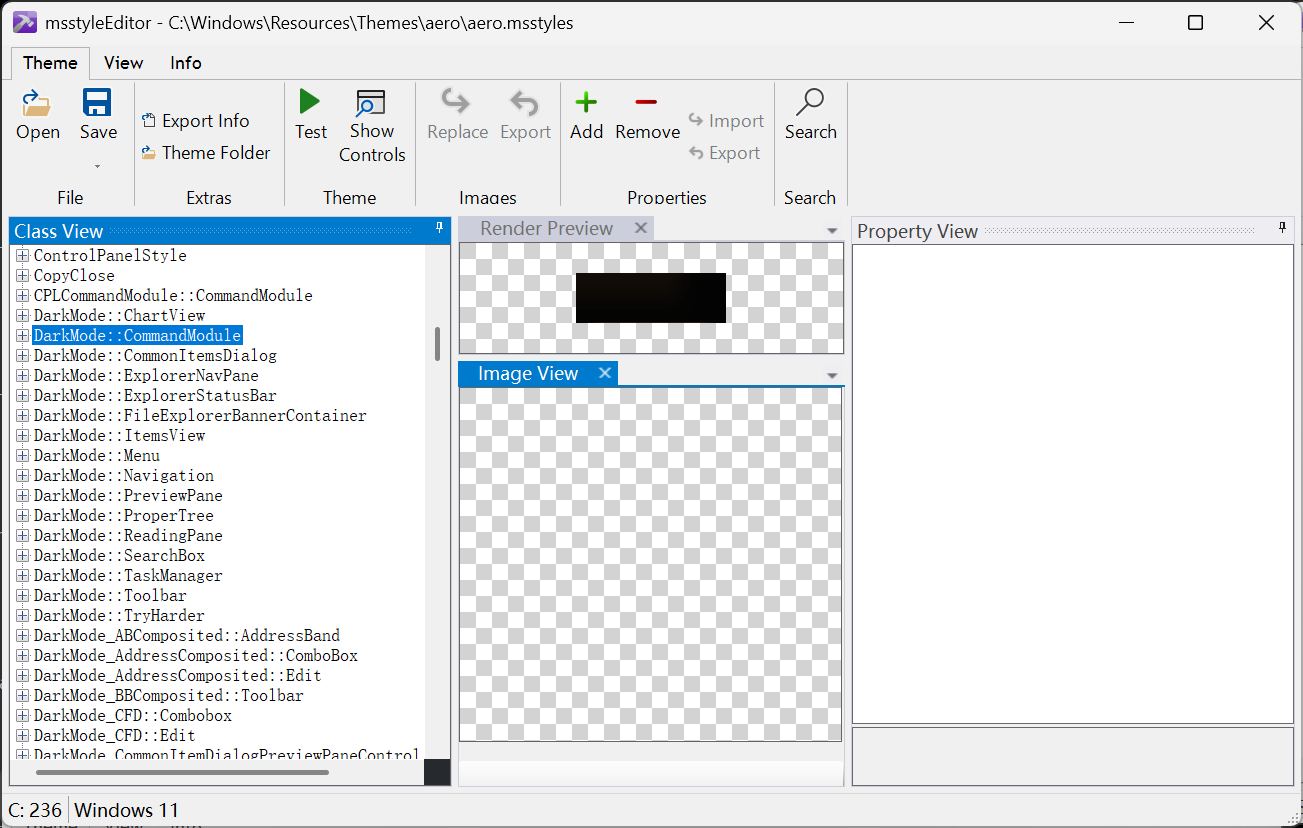 msstyleEditor - C:\Windows\Resources\Themes\aero\aero.msstyles
Theme View Info
Open Save
Export Info
Theme Folder
Test Show Controls
Replace Export
Add Remove
Import
Export
Search
File Extras Theme Images Properties Search
Class View
ControlPanelStyle
CopyClose
CPLCommandModule::CommandModule
DarkMode::ChartView
DarkMode::CommandModule
DarkMode::CommonItemsDialog
DarkMode::ExplorerNavPane
DarkMode::ExplorerStatusBar
DarkMode::FileExplorerBannerContainer
DarkMode::ItemsView
DarkMode::Menu
DarkMode::Navigation
DarkMode::PreviewPane
DarkMode::ProperTree
DarkMode::ReadingPane
DarkMode::SearchBox
DarkMode::TaskManager
DarkMode::Toolbar
DarkMode::TryHarder
DarkMode_ABComposited::AddressBand
DarkMode_AddressComposited::ComboBox
DarkMode_AddressComposited::Edit
DarkMode_BBComposited::Toolbar
DarkMode_CFD::Combobox
DarkMode_CFD::Edit
DarkMode_CommonItemDialogPreviewPaneControl
Render Preview
Image View
Property View
C: 236 Windows 11